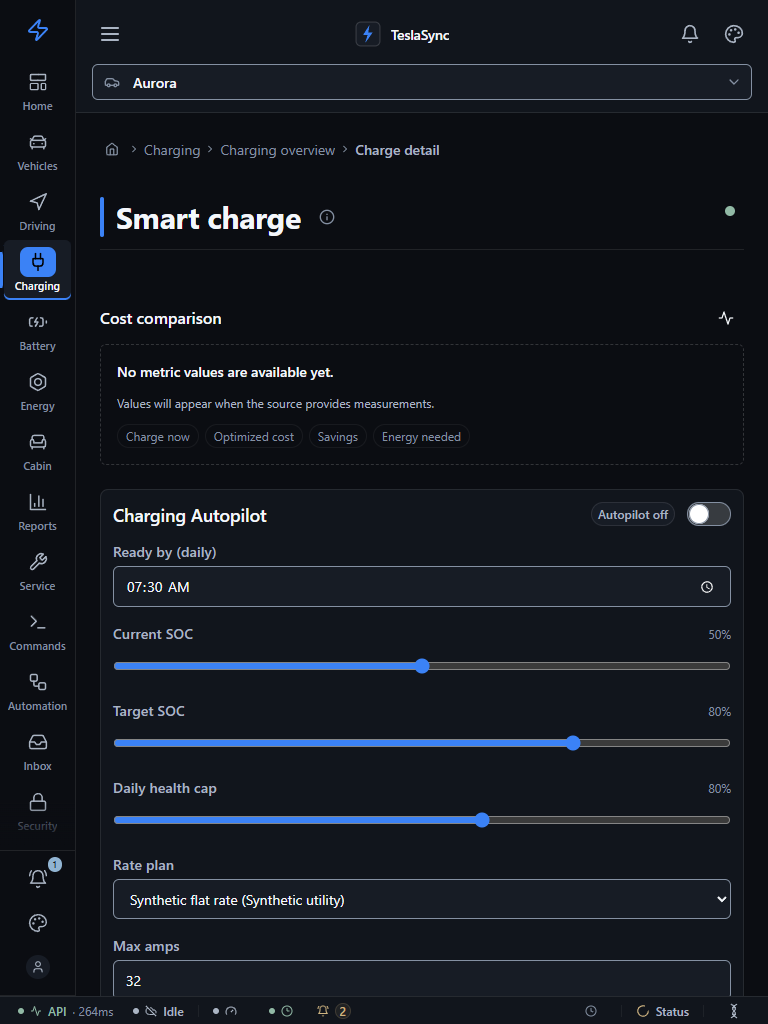 TeslaSync
Aurora
Home
Vehicles
Driving
Charging
Battery
Energy
Cabin
Reports
Service
Commands
Automation
Inbox
Security
1
Charging
Charging overview
Charge detail
Smart charge
Cost comparison
No metric values are available yet.
Values will appear when the source provides measurements.
Charge now
Optimized cost
Savings
Energy needed
Charging Autopilot
Autopilot off
Ready by (daily)
07:30 AM
Current SOC
50%
Target SOC
80%
Daily health cap
80%
Rate plan
Synthetic flat rate (Synthetic utility)
Max amps
32
API · 264ms
Idle
2
Status